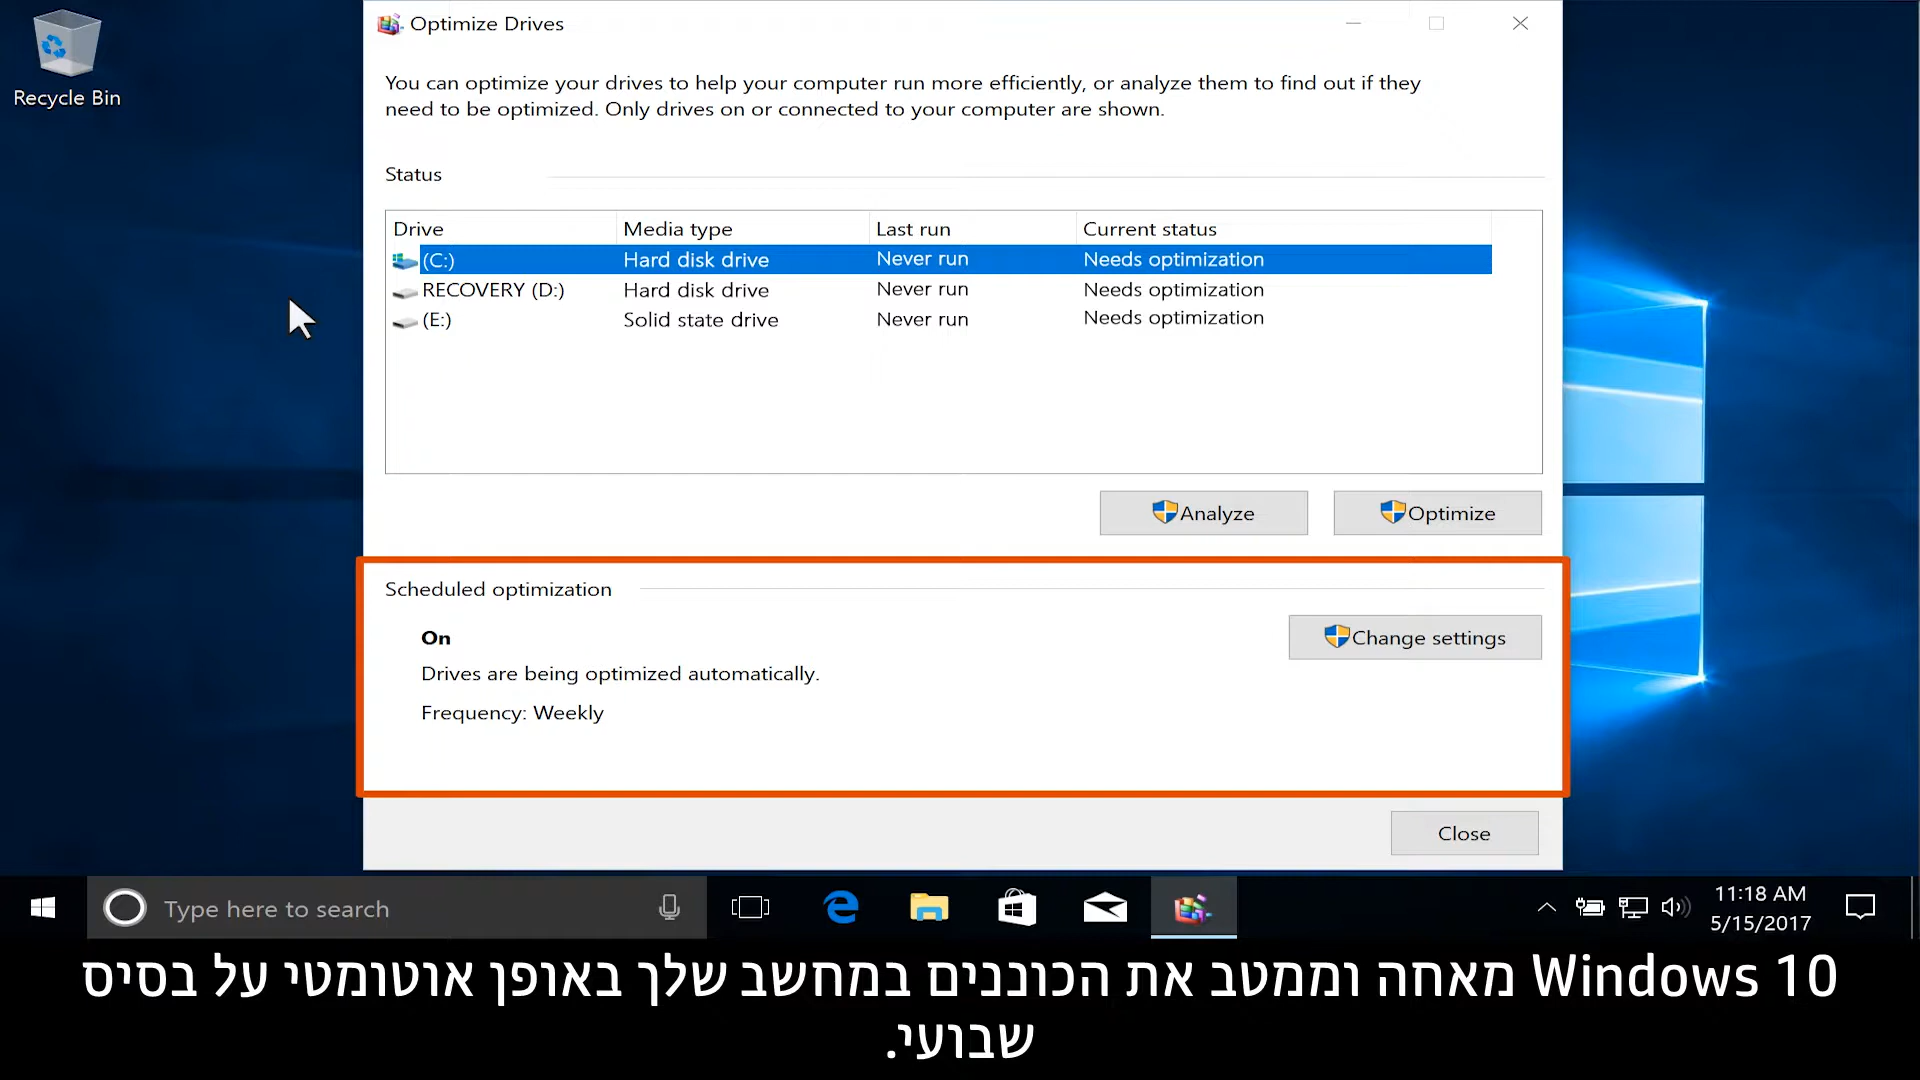 Recycle Bin
Optimize Drives
You can optimize your drives to help your computer run more efficiently, or analyze them to find out if they
need to be optimized. Only drives on or connected to your computer are shown.
Status
Drive Media type Last run Current status
(C:) Hard disk drive Never run Needs optimization
RECOVERY (D:) Hard disk drive Never run Needs optimization
(E:) Solid state drive Never run Needs optimization
Analyze Optimize
Scheduled optimization
On
Change settings
Drives are being optimized automatically.
Frequency: Weekly
Close
Type here to search
11:18 AM
5/15/2017
Windows 10 מאחה וממטב את הכוננים במחשב שלך באופן אוטומטי על בסיס
שבועי.